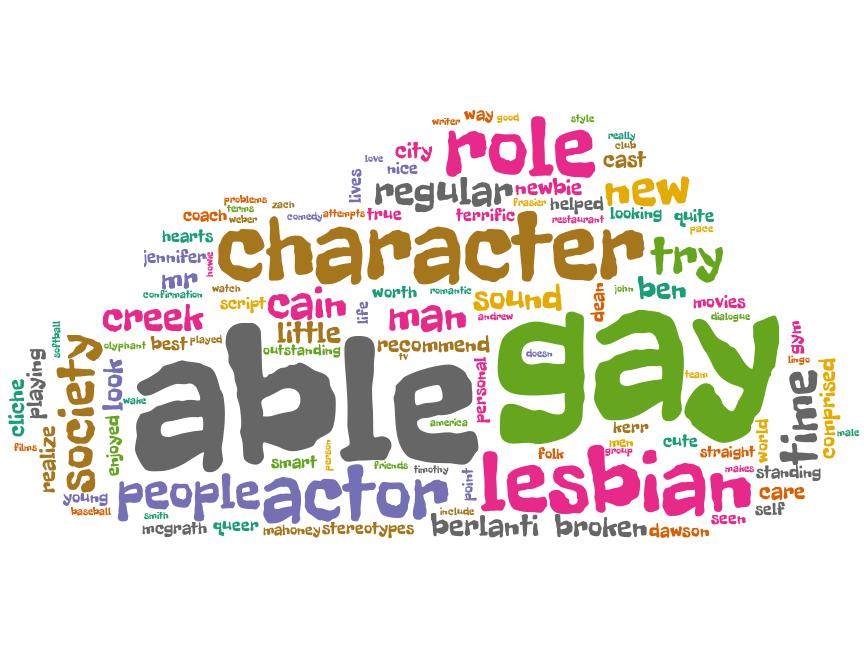 writer way good style
city role really
club
love nice cast
lives regular newbie new
problems zach frasier helped
coach terms comedy attempts true terrific looking quite
weber restaurant
hearts character try pace
jennifer howie
mr watch worth romantic dean john ben
confirmation script cain sound movies
creek life man andrew dialogue
softball little gym
olyphant best played outstanding recommend doesn lingo
playing society look able tv personal gay team time comprised
cliche wake america
films realize enjoyed person kerr world male
men cute
smart friends timothy folk group straight
young people actor point lesbian makes standing
baseball care
smith include self
mcgrath queer mahoney stereotypes berlanti broken dawson seen